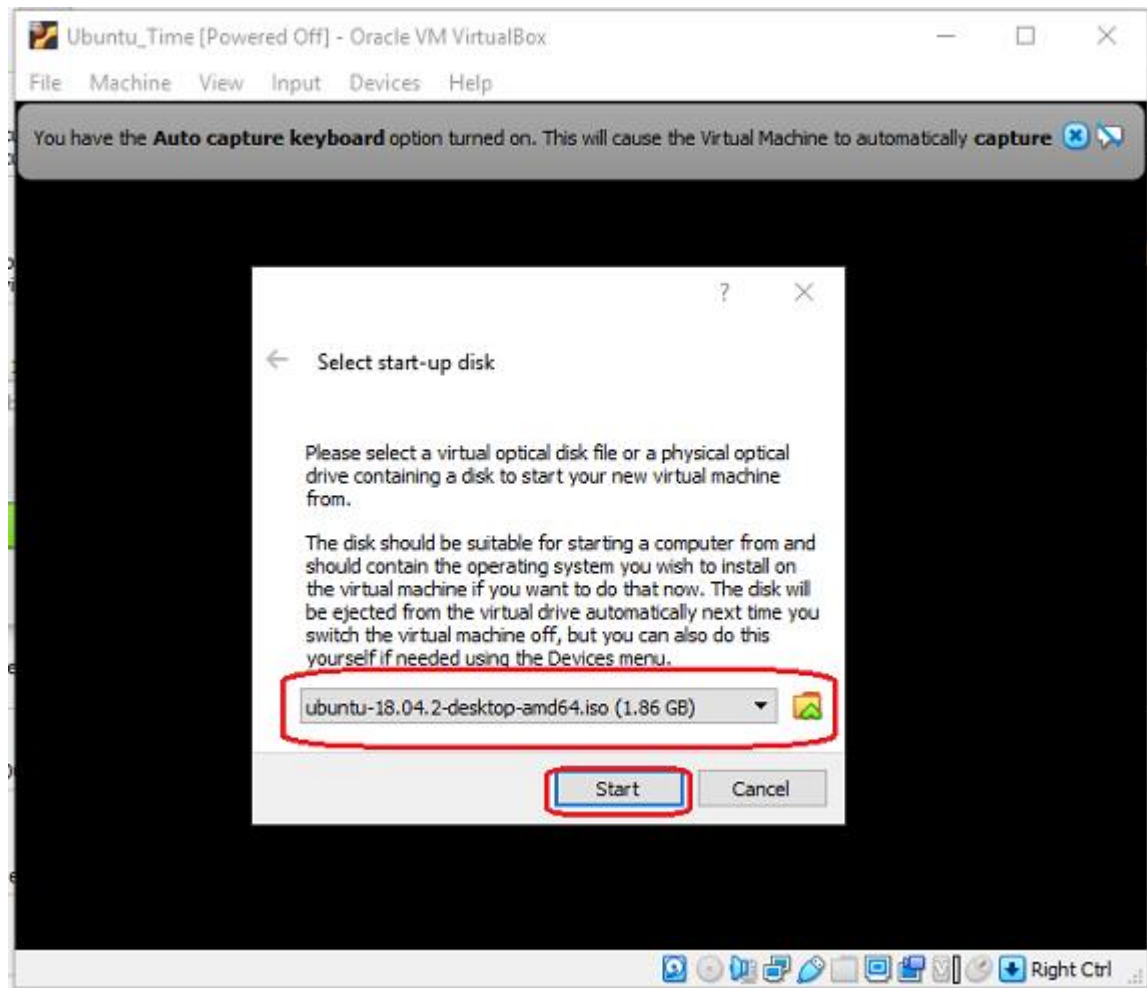 Ubuntu_Time [Powered Off] - Oracle VM VirtualBox
File Machine View Input Devices Help
You have the Auto capture keyboard option turned on. This will cause the Virtual Machine to automatically capture
?
Select start-up disk
Please select a virtual optical disk file or a physical optical
drive containing a disk to start your new virtual machine
from.
The disk should be suitable for starting a computer from and
should contain the operating system you wish to install on
the virtual machine if you want to do that now. The disk will
be ejected from the virtual drive automatically next time you
switch the virtual machine off, but you can also do this
yourself if needed using the Devices menu.
ubuntu-18.04.2-desktop-amd64.iso (1.86 GB)
Start Cancel
Right Ctrl